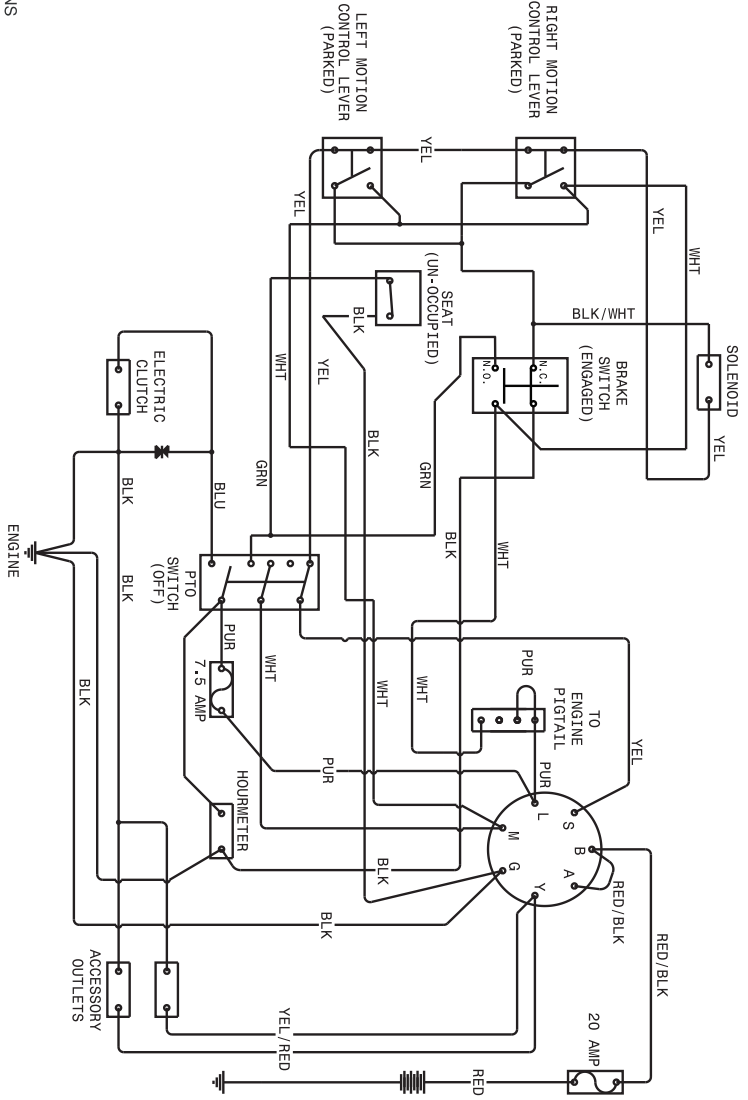 NS
RIGHT MOTION
CONTROL LEVER
(PARKED)
LEFT MOTION
CONTROL LEVER
(PARKED)
YEL
YEL
YEL
WHT
SEAT
(UN-OCCUPIED)
BLK
BLK/WHT
SOLENOID
BRAKE
SWITCH
(ENGAGED)
N.C.
N.O.
YEL
WHT
YEL
ELECTRIC
CLUTCH
BLK
GRN
GRN
BLU
BLK
BLK
WHT
ENGINE
BLK
PTO
SWITCH
(OFF)
PUR
WHT
7.5 AMP
WHT
WHT
PUR
TO
ENGINE
PIGTAIL
YEL
BLK
PUR
PUR
HOURMETER
L
S
B
A
Y
G
M
BLK
RED/BLK
RED/BLK
BLK
ACCESSORY
OUTLETS
YEL/RED
20 AMP
RED